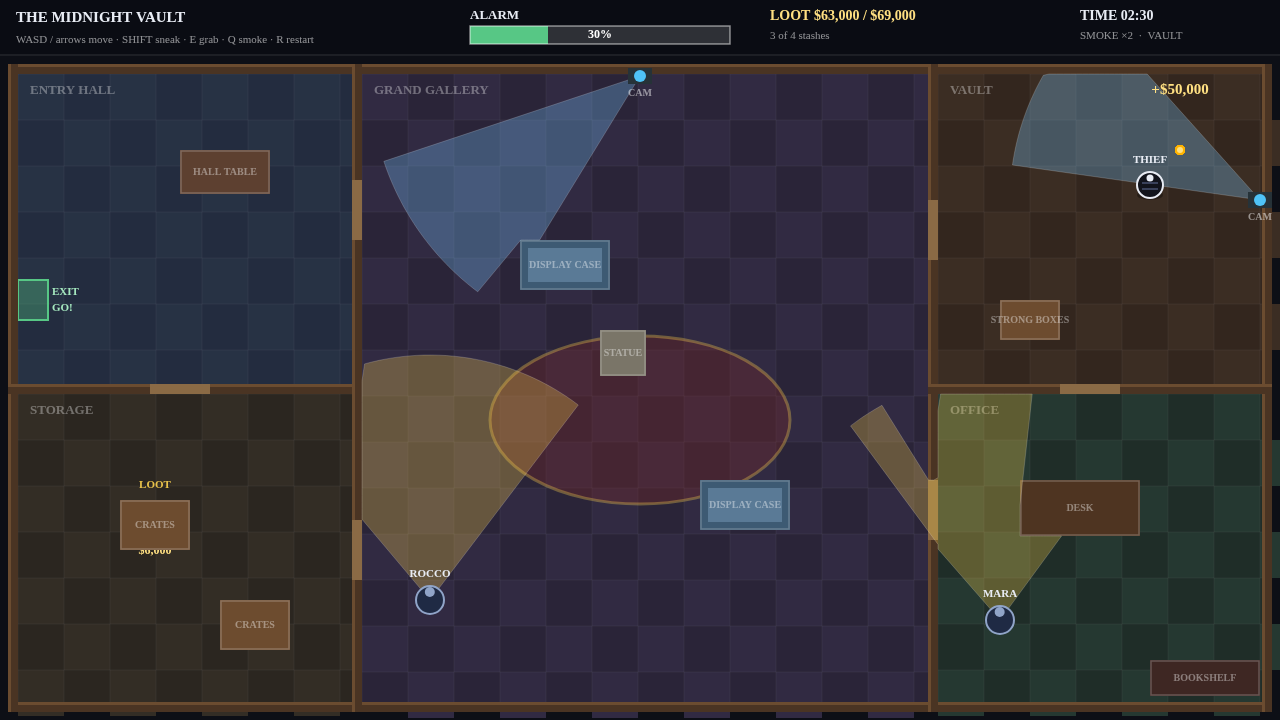 THE MIDNIGHT VAULT
WASD / arrows move · SHIFT sneak · E grab · Q smoke · R restart
ALARM
30%
LOOT $63,000 / $69,000
3 of 4 stashes
TIME 02:30
SMOKE ×2 · VAULT
ENTRY HALL
HALL TABLE
EXIT
GO!
GRAND GALLERY
CAM
DISPLAY CASE
STATUE
DISPLAY CASE
ROCCO
VAULT
+$50,000
THIEF
CAM
STRONG BOXES
STORAGE
LOOT
CRATES
$6,000
CRATES
OFFICE
DESK
MARA
BOOKSHELF